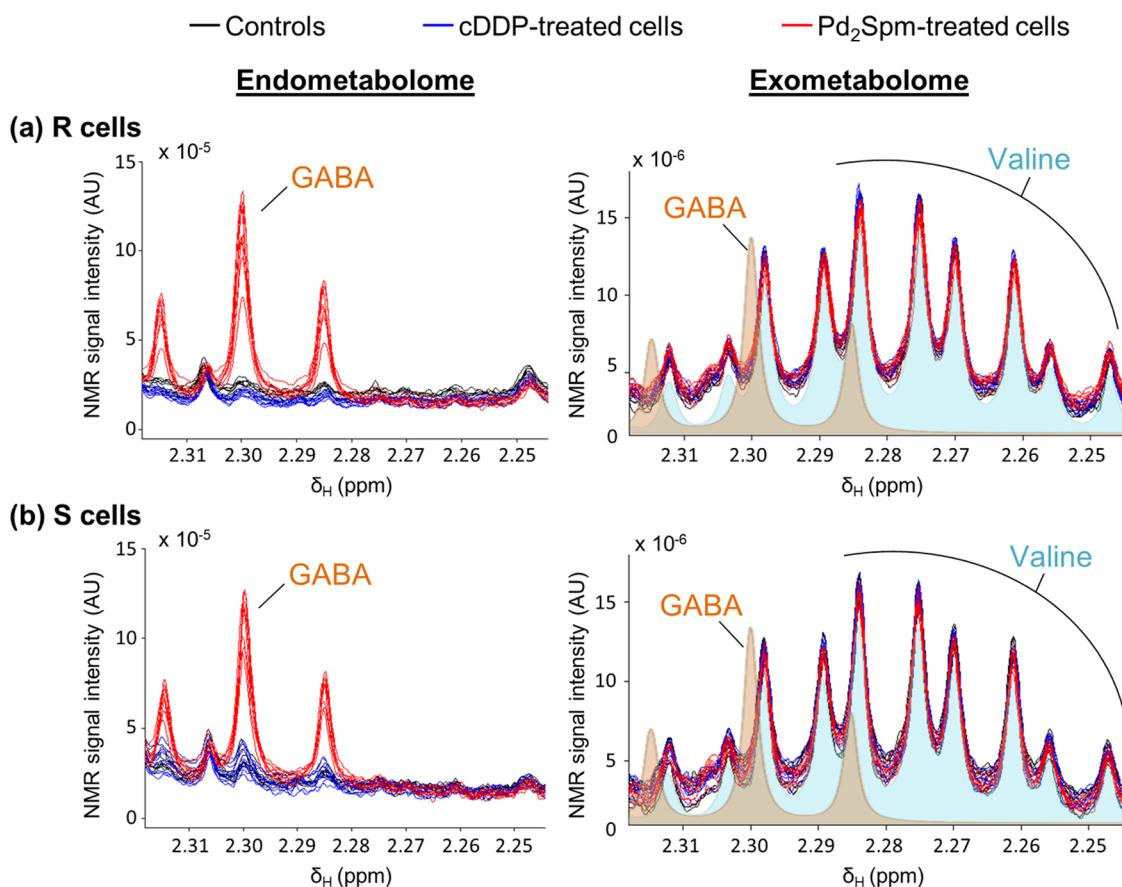 Controls cDDP-treated cells Pd₂Spm-treated cells
Endometabolome Exometabolome
(a) R cells
x 10⁻⁵
15
10
5
0
NMR signal intensity (AU)
GABA
2.31 2.30 2.29 2.28 2.27 2.26 2.25
δH (ppm)
x 10⁻⁶
15
10
5
0
NMR signal intensity (AU)
GABA
Valine
2.31 2.30 2.29 2.28 2.27 2.26 2.25
δH (ppm)
(b) S cells
x 10⁻⁵
15
10
5
0
NMR signal intensity (AU)
GABA
2.31 2.30 2.29 2.28 2.27 2.26 2.25
δH (ppm)
x 10⁻⁶
15
10
5
0
NMR signal intensity (AU)
GABA
Valine
2.31 2.30 2.29 2.28 2.27 2.26 2.25
δH (ppm)